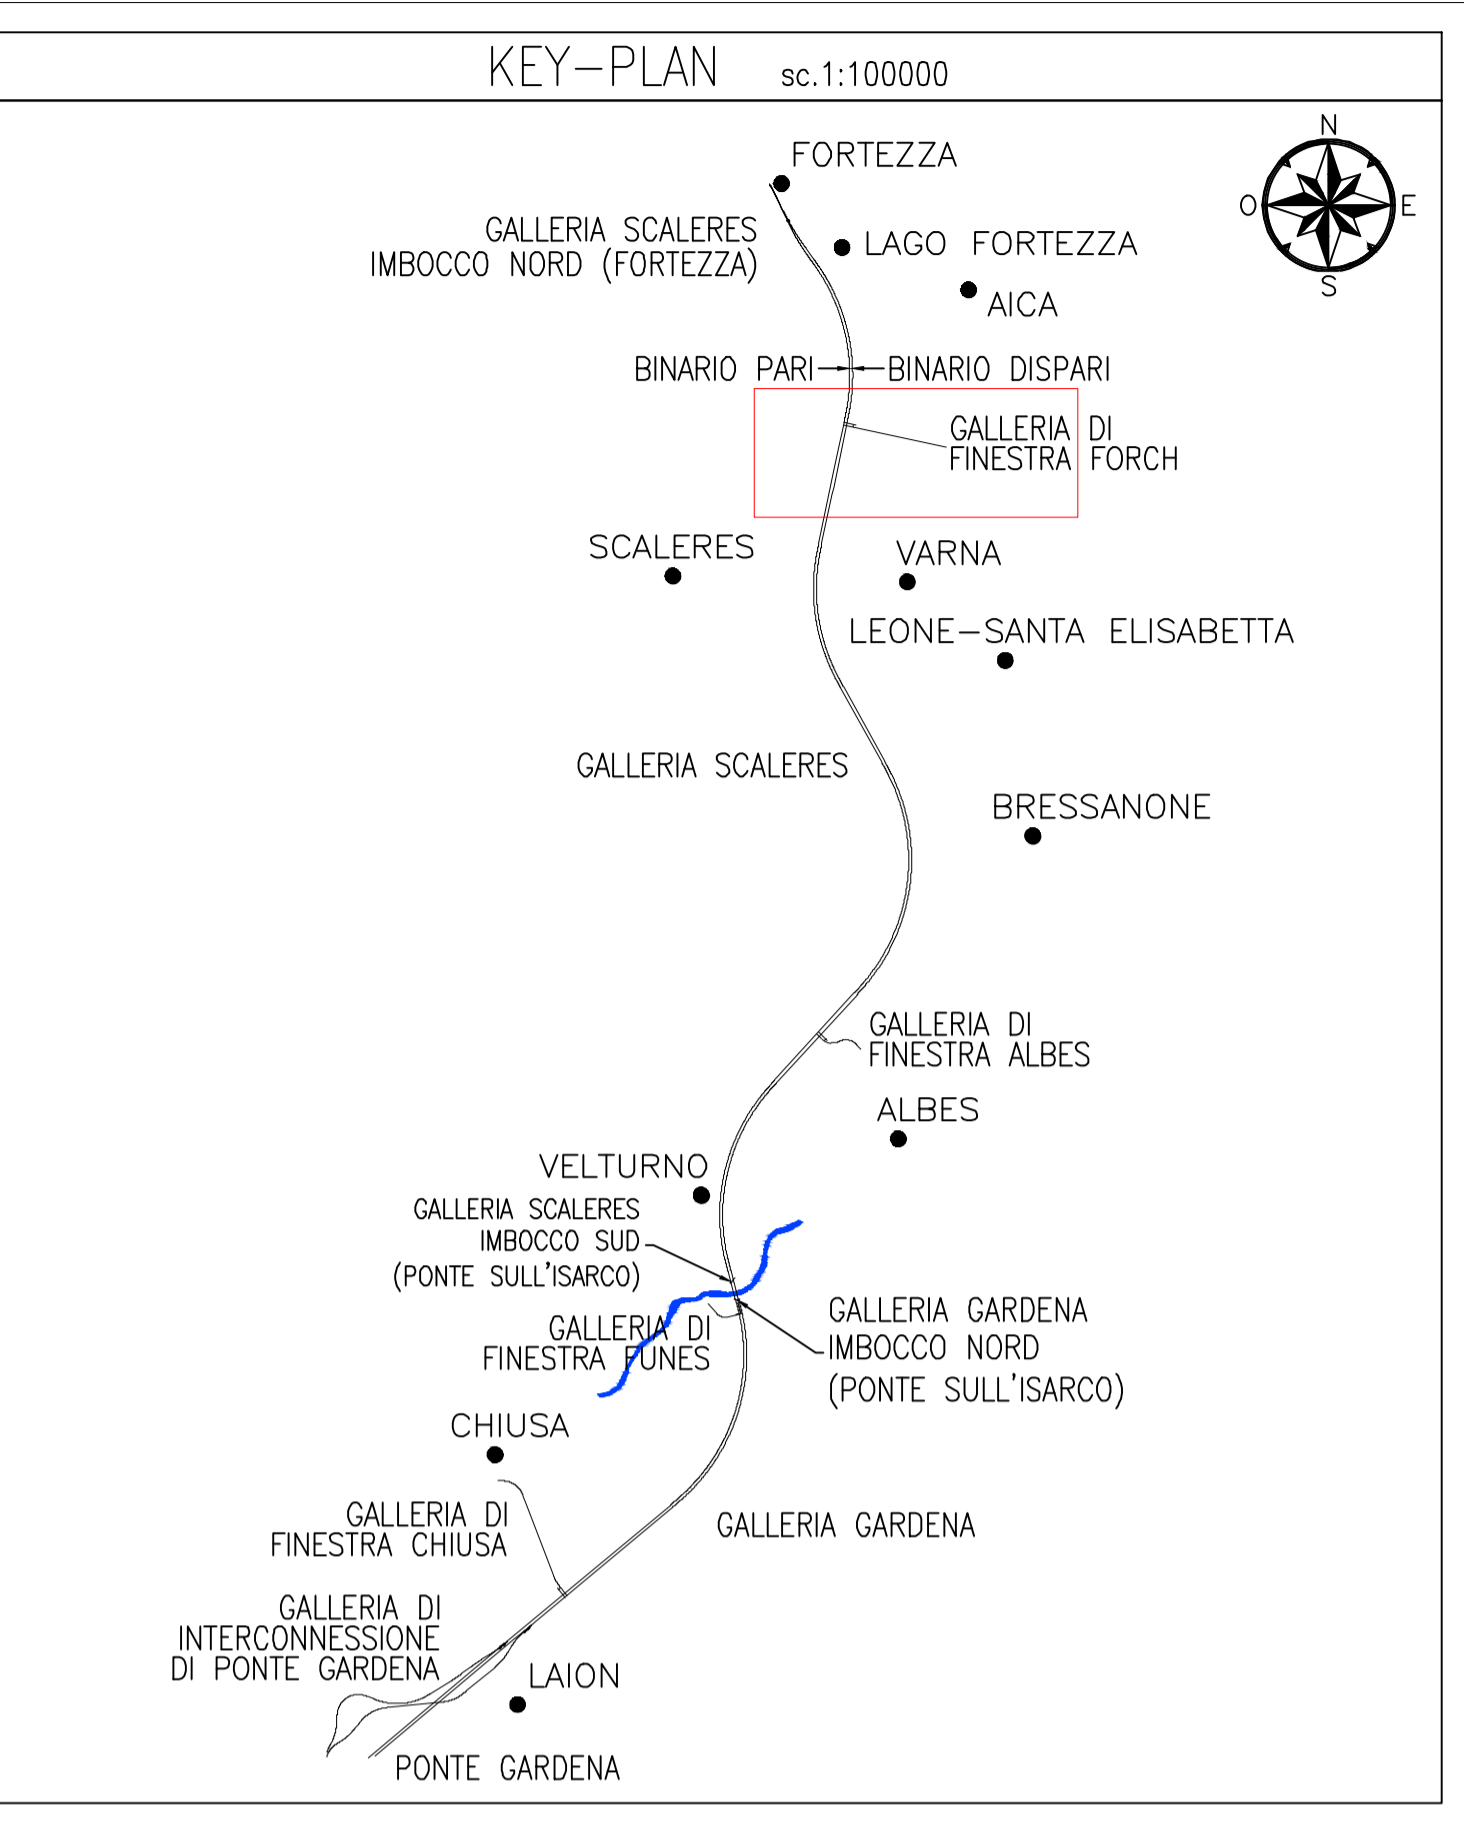 KEY-PLAN sc.1:100000
N
O
E
S
FORTEZZA
GALLERIA SCALERES
IMBOCCO NORD (FORTEZZA)
LAGO FORTEZZA
AICA
BINARIO PARI
BINARIO DISPARI
GALLERIA DI
FINESTRA FORCH
SCALERES
VARNA
LEONE-SANTA ELISABETTA
GALLERIA SCALERES
BRESSANONE
GALLERIA DI
FINESTRA ALBES
ALBES
VELTURNO
GALLERIA SCALERES
IMBOCCO SUD
(PONTE SULL'ISARCO)
GALLERIA DI
FINESTRA FUNES
GALLERIA GARDENA
IMBOCCO NORD
(PONTE SULL'ISARCO)
CHIUSA
GALLERIA DI
FINESTRA CHIUSA
GALLERIA GARDENA
GALLERIA DI
INTERCONNESSIONE
DI PONTE GARDENA
LAION
PONTE GARDENA